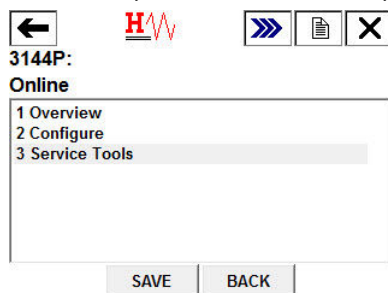 H
3144P:
Online
1 Overview
2 Configure
3 Service Tools
SAVE BACK